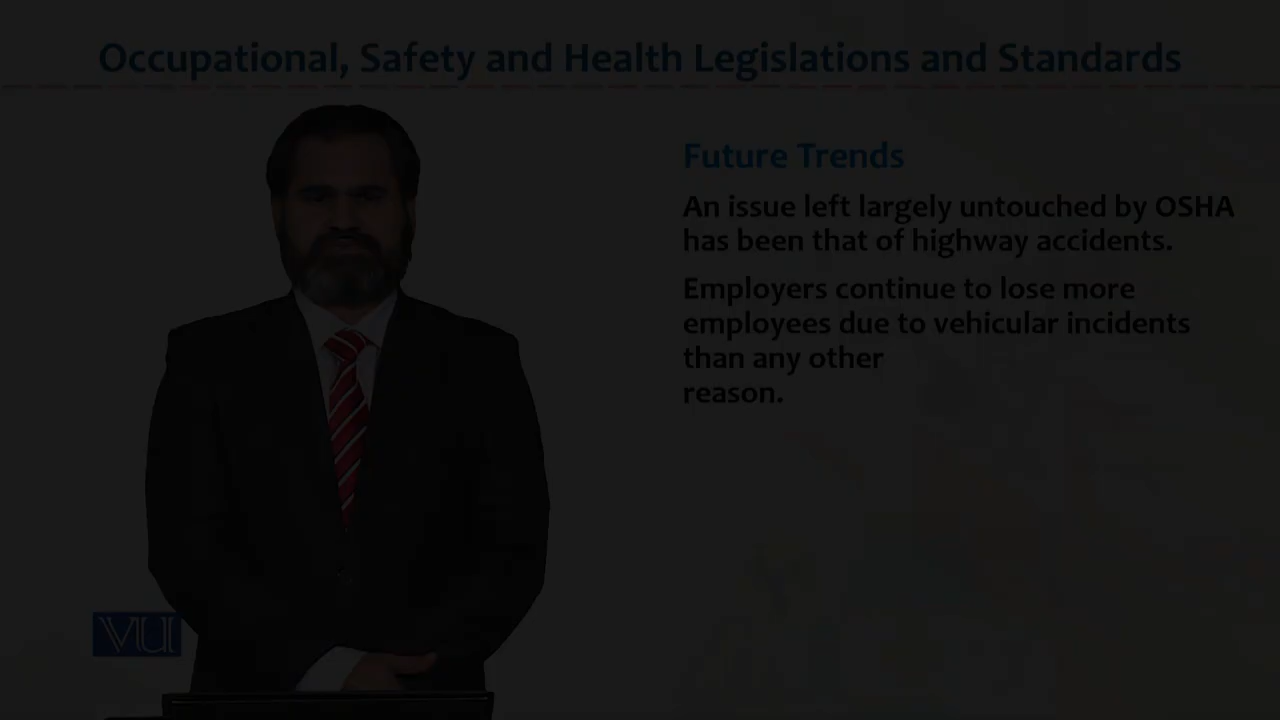 Occupational, Safety and Health Legislations and Standards
Future Trends
An issue left largely untouched by OSHA
has been that of highway accidents.
Employers continue to lose more
employees due to vehicular incidents
than any other
reason.
VU